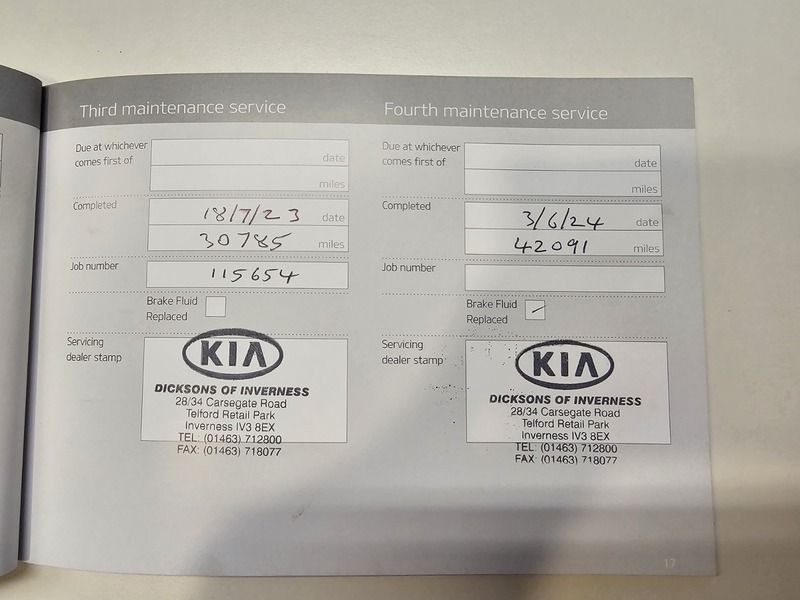 Third maintenance service
Due at whichever
comes first of
date
miles
Completed
18/7/23 date
30785 miles
Job number
115654
Brake Fluid
Replaced
Servicing
dealer stamp
KIA
DICKSONS OF INVERNESS
28/34 Carsegate Road
Telford Retail Park
Inverness IV3 8EX
TEL: (01463) 712800
FAX: (01463) 718077
Fourth maintenance service
Due at whichever
comes first of
date
miles
Completed
3/6/24 date
42091 miles
Job number
Brake Fluid
Replaced
Servicing
dealer stamp
KIA
DICKSONS OF INVERNESS
28/34 Carsegate Road
Telford Retail Park
Inverness IV3 8EX
TEL: (01463) 712800
FAX: (01463) 718077
17